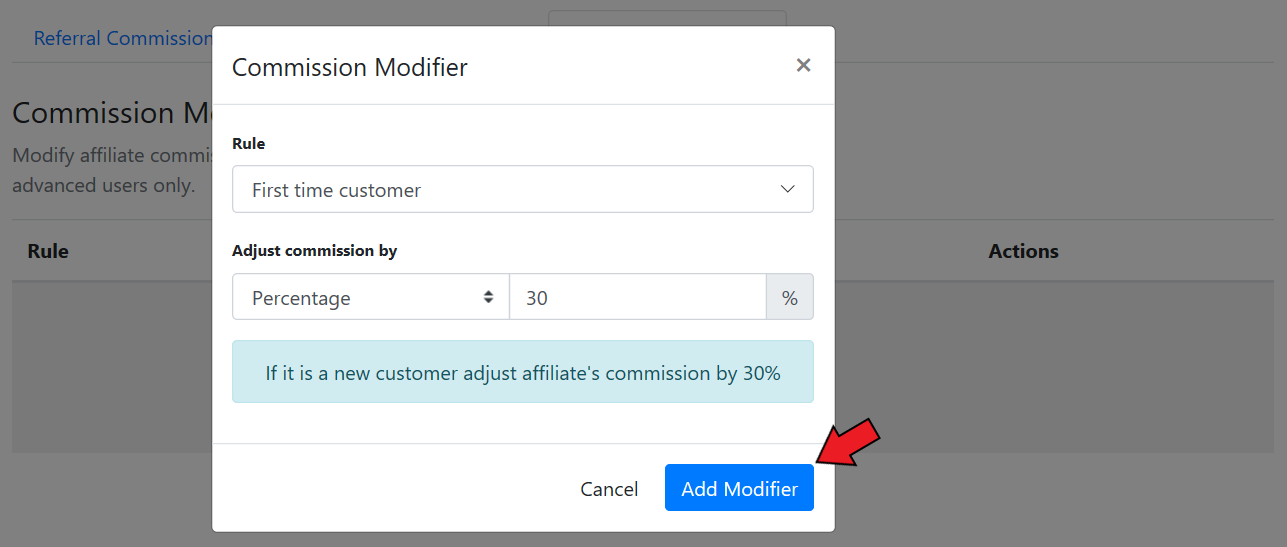 Referral Commission
Commission Modifier
×
Commission M
Modify affiliate commis
advanced users only.
Rule
First time customer
Rule
Adjust commission by
Actions
Percentage
30
%
If it is a new customer adjust affiliate's commission by 30%
Cancel
Add Modifier